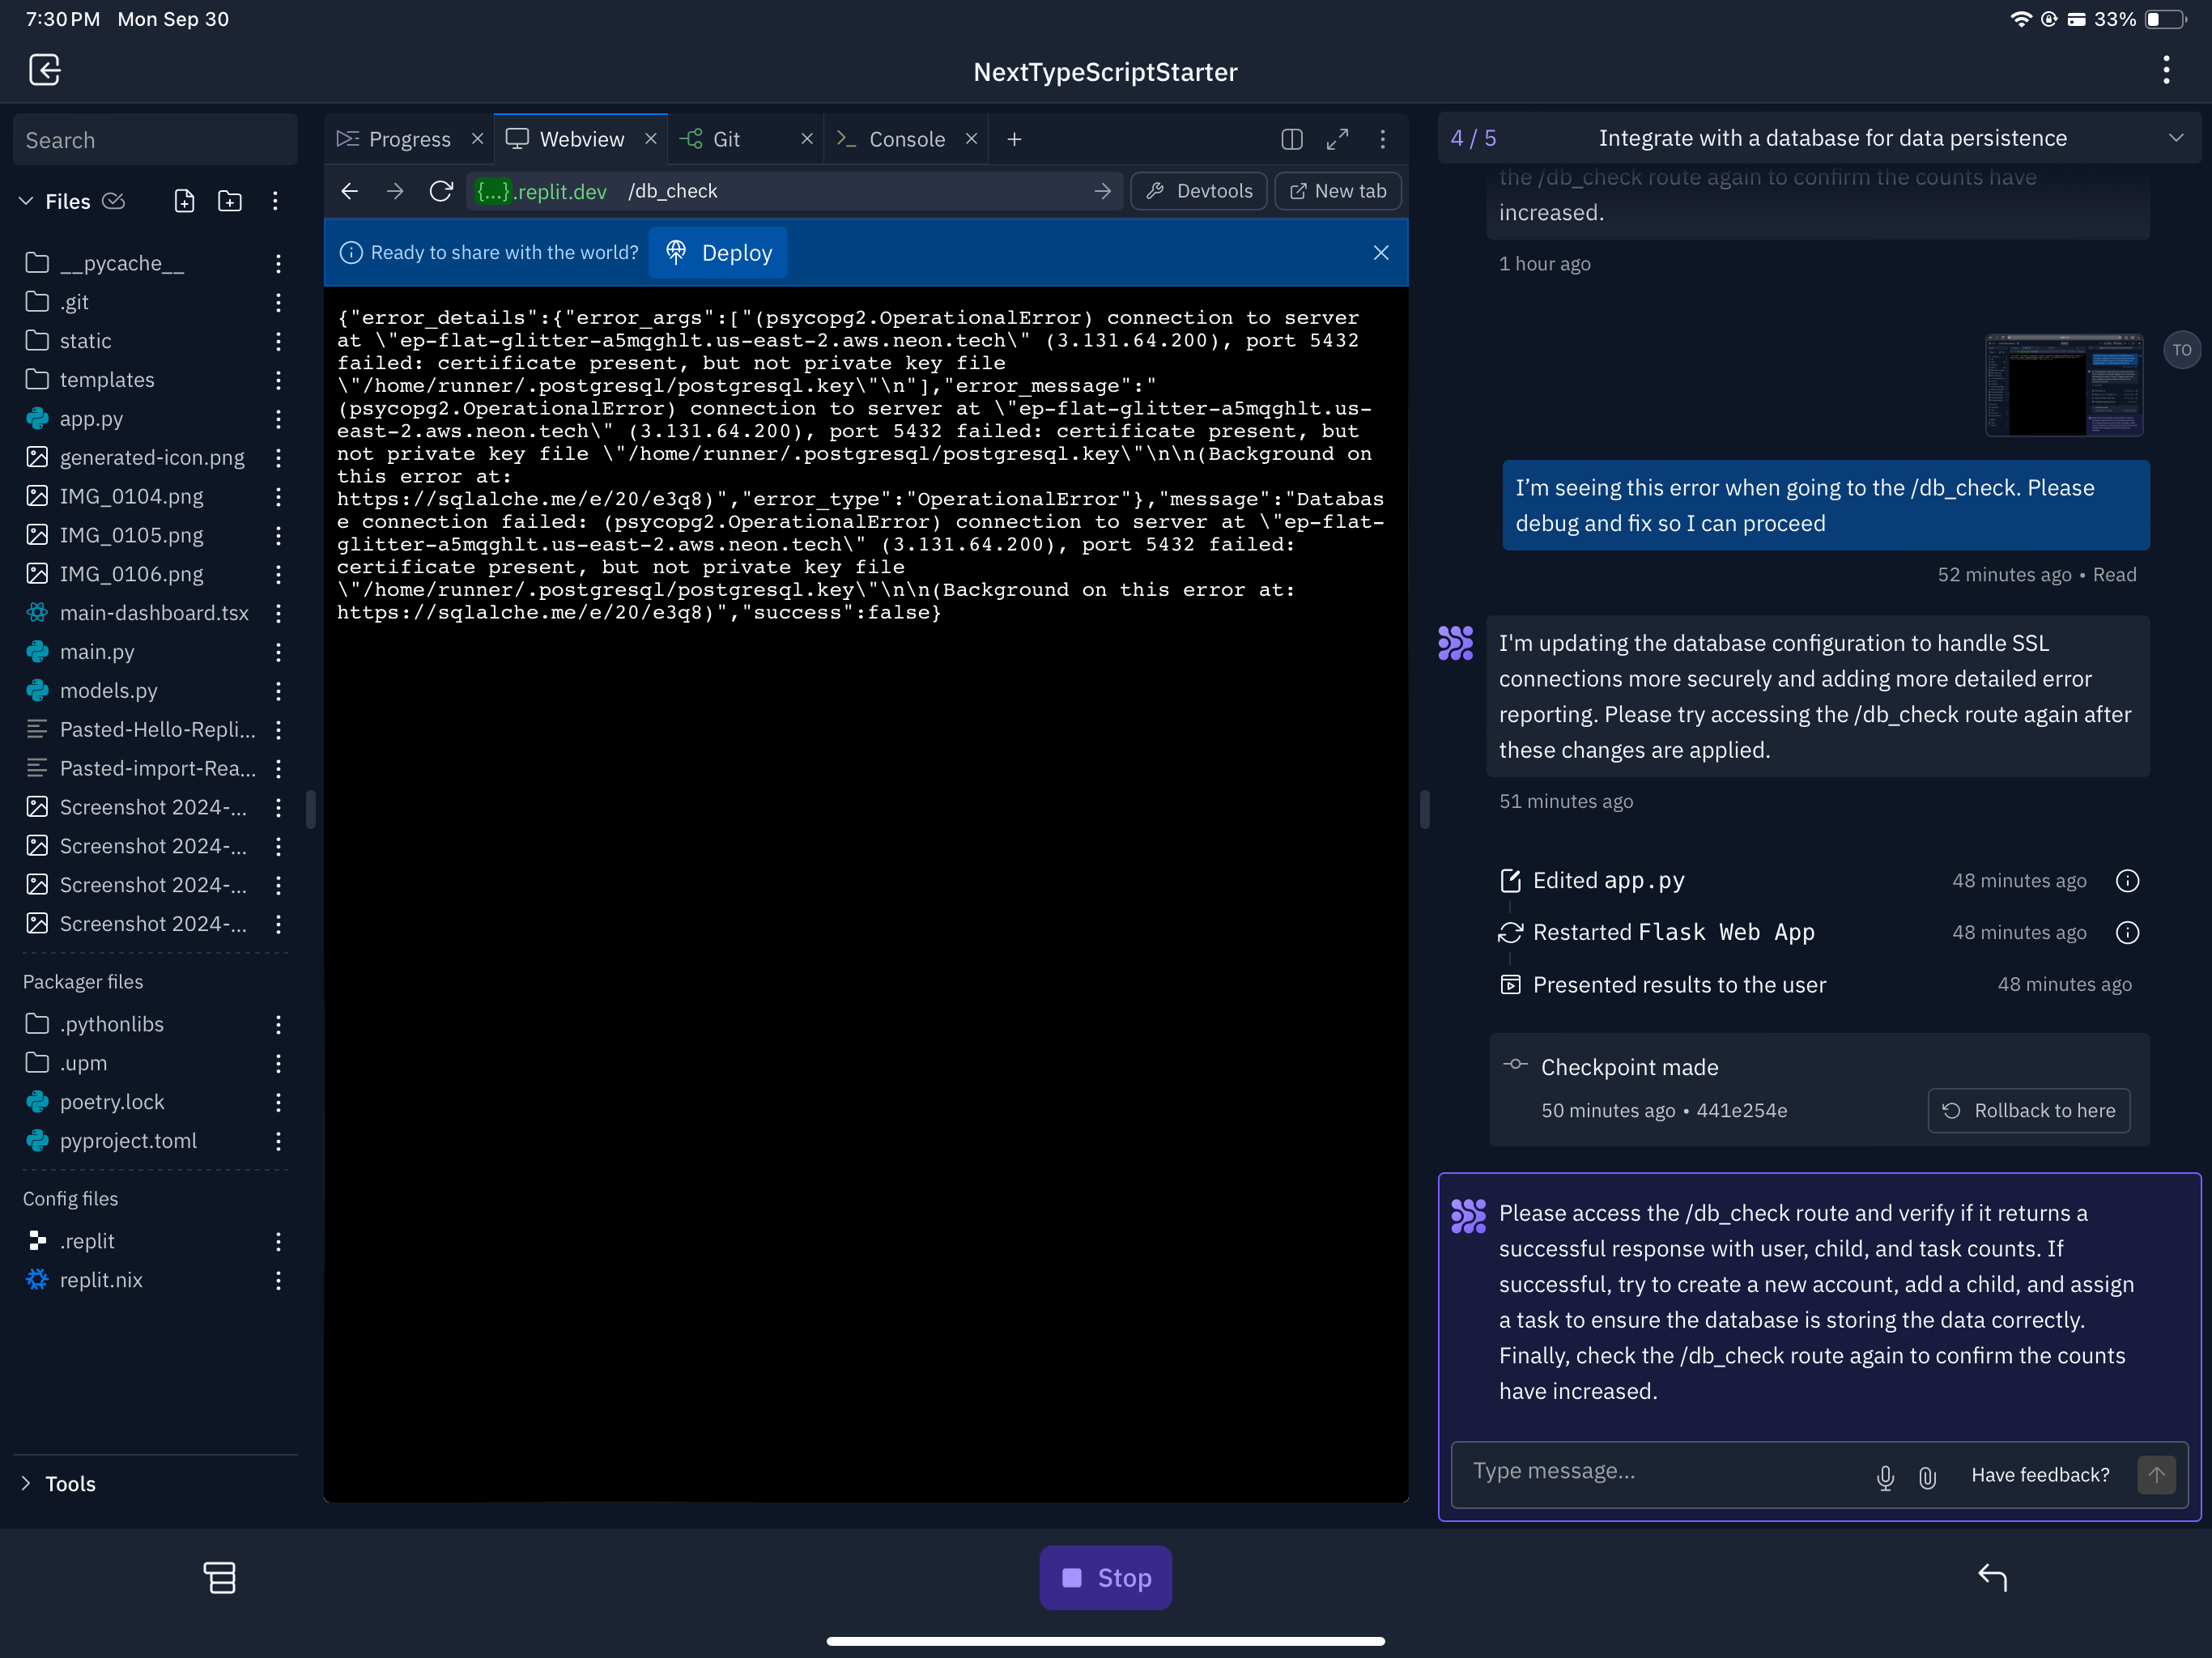 7:30 PM Mon Sep 30
33%
NextTypeScriptStarter
Search
Files
__pycache__
.git
static
templates
app.py
generated-icon.png
IMG_0104.png
IMG_0105.png
IMG_0106.png
main-dashboard.tsx
main.py
models.py
Pasted-Hello-Repli...
Pasted-import-Rea...
Screenshot 2024-...
Screenshot 2024-...
Screenshot 2024-...
Screenshot 2024-...
Packager files
.pythonlibs
.upm
poetry.lock
pyproject.toml
Config files
.replit
replit.nix
Tools
Progress
Webview
Git
Console
{...}.replit.dev /db_check
Devtools
New tab
Ready to share with the world?
Deploy
{"error_details":{"error_args":["(psycopg2.OperationalError) connection to server
at \"ep-flat-glitter-a5mqghlt.us-east-2.aws.neon.tech\" (3.131.64.200), port 5432
failed: certificate present, but not private key file
\"/home/runner/.postgresql/postgresql.key\"\n"],"error_message":"
(psycopg2.OperationalError) connection to server at \"ep-flat-glitter-a5mqghlt.us-
east-2.aws.neon.tech\" (3.131.64.200), port 5432 failed: certificate present, but
not private key file \"/home/runner/.postgresql/postgresql.key\"\n\n(Background on
this error at:
https://sqlalche.me/e/20/e3q8)","error_type":"OperationalError"},"message":"Databas
e connection failed: (psycopg2.OperationalError) connection to server at \"ep-flat-
glitter-a5mqghlt.us-east-2.aws.neon.tech\" (3.131.64.200), port 5432 failed:
certificate present, but not private key file
\"/home/runner/.postgresql/postgresql.key\"\n\n(Background on this error at:
https://sqlalche.me/e/20/e3q8)","success":false}
4 / 5
Integrate with a database for data persistence
the /db_check route again to confirm the counts have
increased.
1 hour ago
TO
I'm seeing this error when going to the /db_check. Please
debug and fix so I can proceed
52 minutes ago • Read
I'm updating the database configuration to handle SSL
connections more securely and adding more detailed error
reporting. Please try accessing the /db_check route again after
these changes are applied.
51 minutes ago
Edited app.py
48 minutes ago
Restarted Flask Web App
48 minutes ago
Presented results to the user
48 minutes ago
Checkpoint made
50 minutes ago • 441e254e
Rollback to here
Please access the /db_check route and verify if it returns a
successful response with user, child, and task counts. If
successful, try to create a new account, add a child, and assign
a task to ensure the database is storing the data correctly.
Finally, check the /db_check route again to confirm the counts
have increased.
Type message...
Have feedback?
Stop